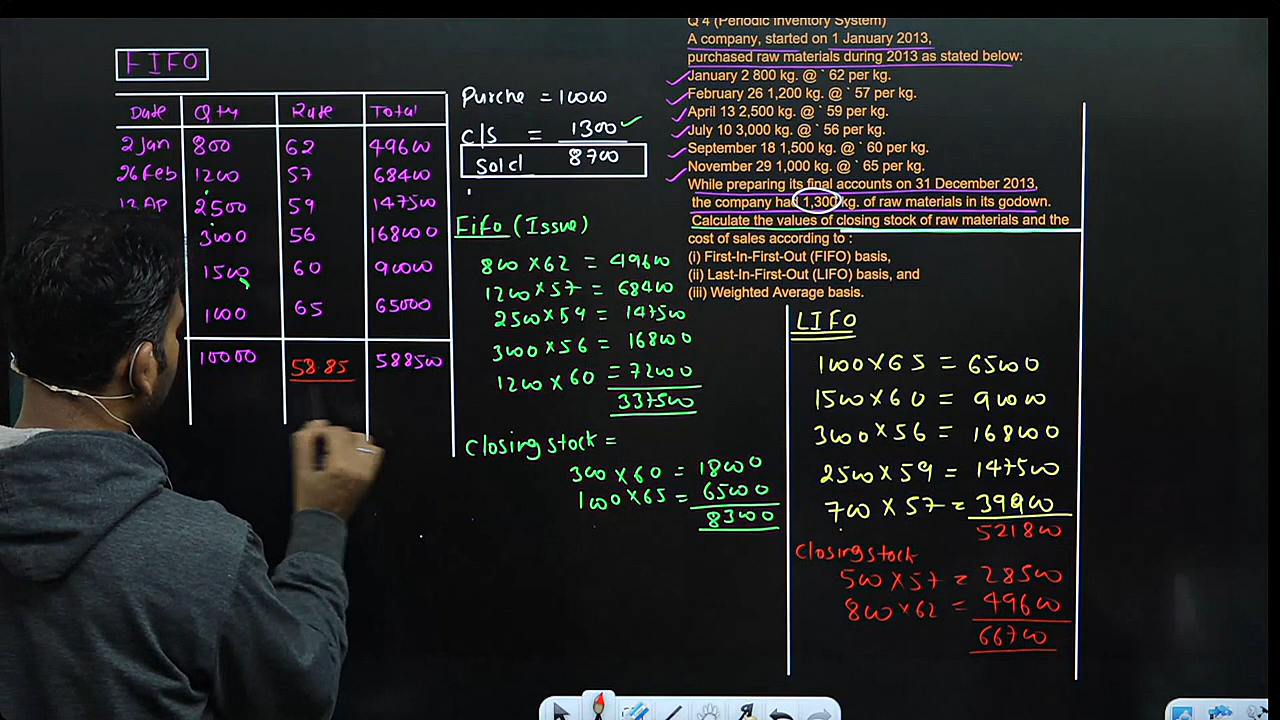 FIFO
Date Qty Rate Total
2 Jan 800 62 49600
26 Feb 1200 57 68400
13 Ap 2500 59 147500
3000 56 168000
1500 60 90000
1000 65 65000
10000 58.85 588500
Purche = 10000
C/S = 1300
Sold 8700
Fifo (Issue)
800 × 62 = 49600
1200 × 57 = 68400
2500 × 59 = 147500
3000 × 56 = 168000
1200 × 60 = 72000
337500
Closing stock =
300 × 60 = 18000
1000 × 65 = 65000
83000
Q 4 (Periodic Inventory System)
A company, started on 1 January 2013,
purchased raw materials during 2013 as stated below:
January 2 800 kg. @ ` 62 per kg.
February 26 1,200 kg. @ ` 57 per kg.
April 13 2,500 kg. @ ` 59 per kg.
July 10 3,000 kg. @ ` 56 per kg.
September 18 1,500 kg. @ ` 60 per kg.
November 29 1,000 kg. @ ` 65 per kg.
While preparing its final accounts on 31 December 2013,
the company had 1,300 kg. of raw materials in its godown.
Calculate the values of closing stock of raw materials and the
cost of sales according to :
(i) First-In-First-Out (FIFO) basis,
(ii) Last-In-First-Out (LIFO) basis, and
(iii) Weighted Average basis.
LIFO
1000 × 65 = 65000
1500 × 60 = 90000
3000 × 56 = 168000
2500 × 59 = 147500
700 × 57 = 39900
521800
Closing stock
500 × 57 = 28500
800 × 62 = 49600
66700